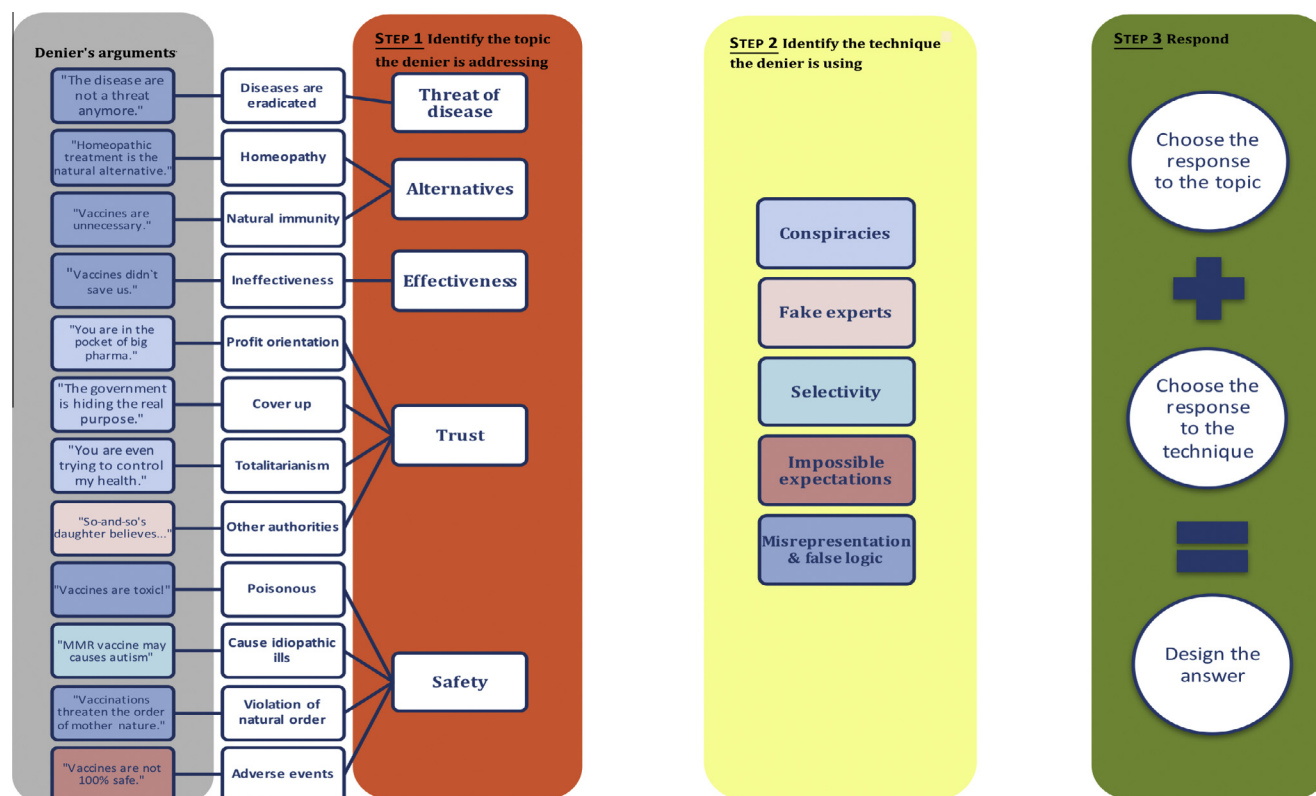 Denier's arguments
"The disease are
not a threat
anymore."
"Homeopathic
treatment is the
natural alternative."
"Vaccines are
unnecessary."
"Vaccines didn`t
save us."
"You are in the
pocket of big
pharma."
"The government
is hiding the real
purpose."
"You are even
trying to control
my health."
"So-and-so's
daughter believes..."
"Vaccines are toxic!"
"MMR vaccine may
causes autism"
"Vaccinations
threaten the order
of mother nature."
"Vaccines are not
100% safe."
Diseases are
eradicated
Homeopathy
Natural immunity
Ineffectiveness
Profit orientation
Cover up
Totalitarianism
Other authorities
Poisonous
Cause idiopathic
ills
Violation of
natural order
Adverse events
STEP 1 Identify the topic
the denier is addressing
Threat of
disease
Alternatives
Effectiveness
Trust
Safety
STEP 2 Identify the technique
the denier is using
Conspiracies
Fake experts
Selectivity
Impossible
expectations
Misrepresentation
& false logic
STEP 3 Respond
Choose the
response
to the topic
Choose the
response
to the
technique
Design the
answer